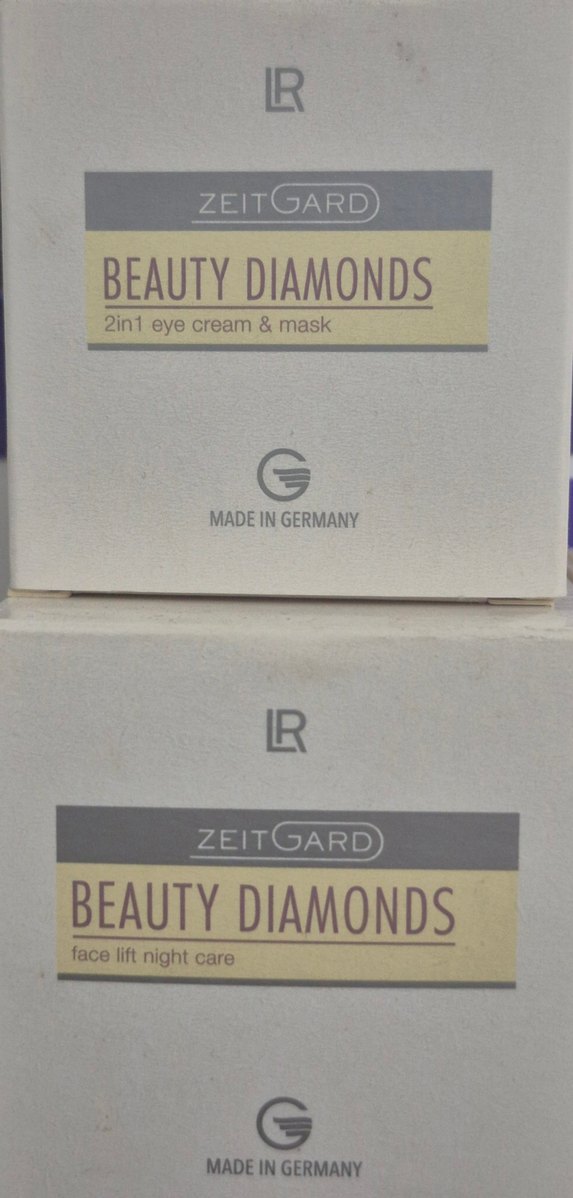 LR
ZEITGARD
BEAUTY DIAMONDS
2in1 eye cream & mask
G
MADE IN GERMANY
LR
ZEITGARD
BEAUTY DIAMONDS
face lift night care
G
MADE IN GERMANY